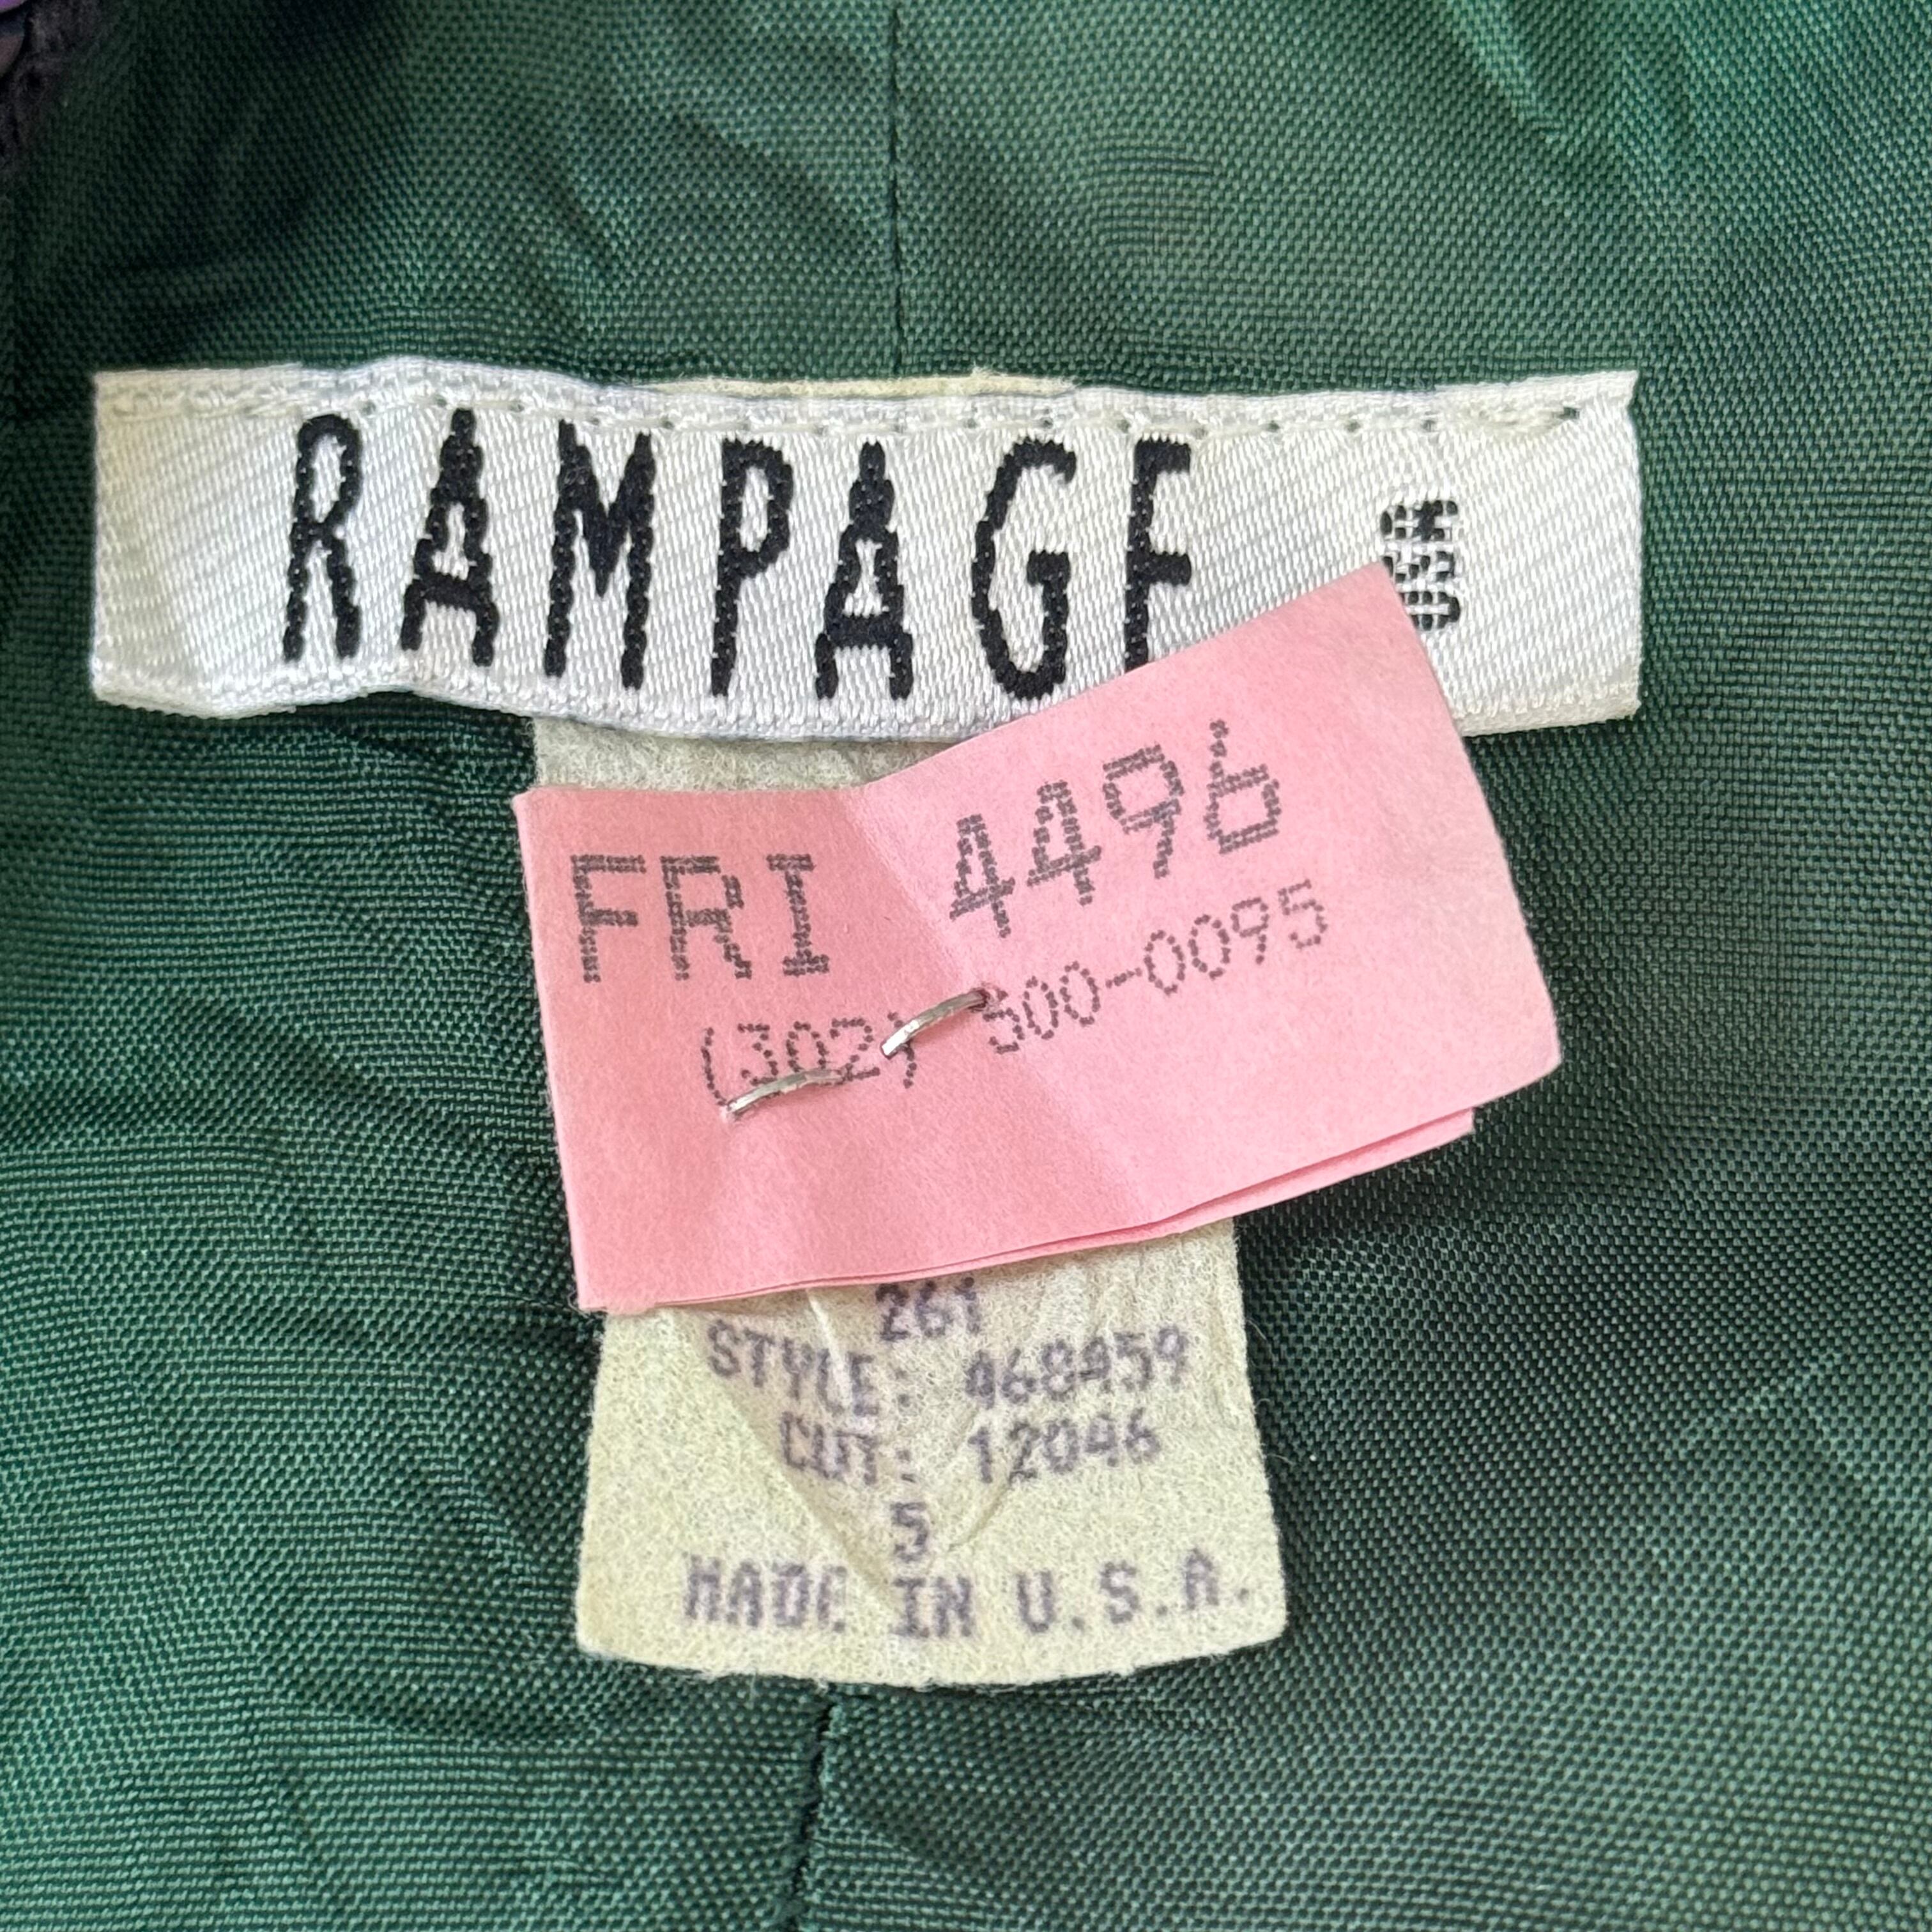 RAMPAGE
FRI 4496
(302) 500-0095
261
STYLE: 468459
CUT: 12046
5
MADE IN U.S.A.